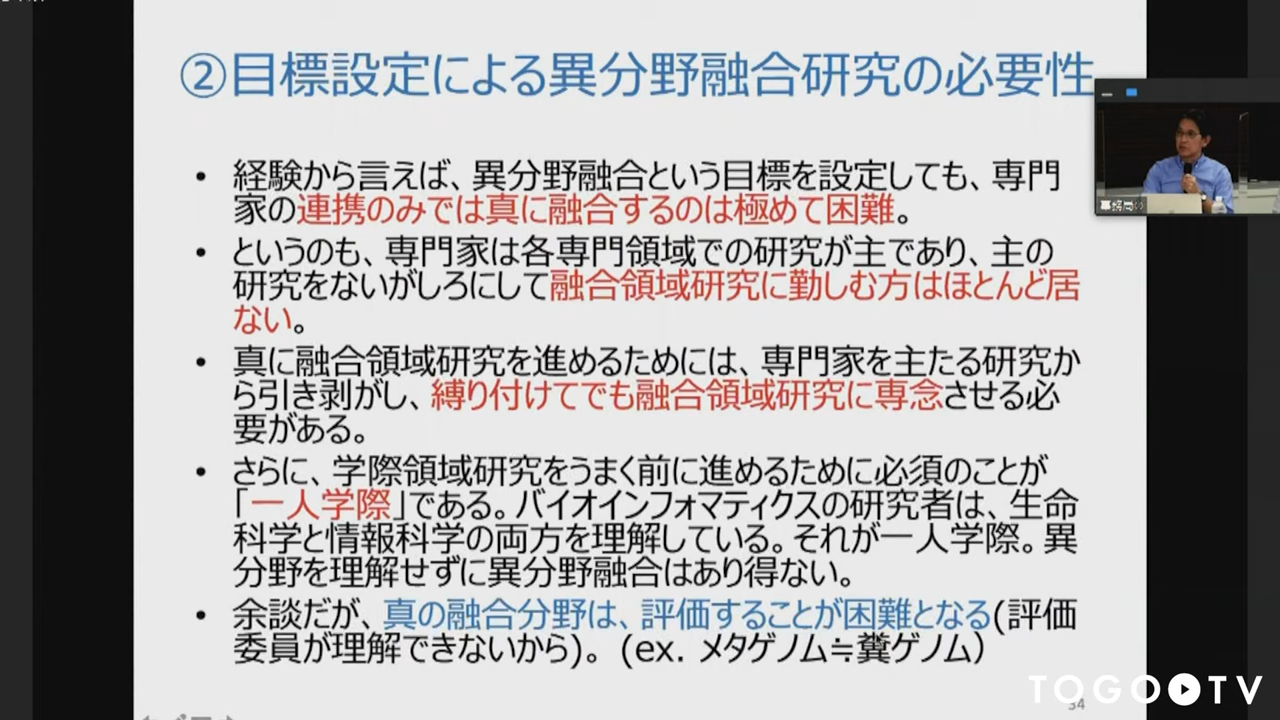 ②目標設定による異分野融合研究の必要性
• 経験から言えば、異分野融合という目標を設定しても、専門
家の連携のみでは真に融合するのは極めて困難。
• というのも、専門家は各専門領域での研究が主であり、主の
研究をないがしろにして融合領域研究に勤しむ方はほとんど居
ない。
• 真に融合領域研究を進めるためには、専門家を主たる研究か
ら引き剥がし、縛り付けてでも融合領域研究に専念させる必
要がある。
• さらに、学際領域研究をうまく前に進めるために必須のことが
「一人学際」である。バイオインフォマティクスの研究者は、生命
科学と情報科学の両方を理解している。それが一人学際。異
分野を理解せずに異分野融合はあり得ない。
• 余談だが、真の融合分野は、評価することが困難となる(評価
委員が理解できないから)。(ex. メタゲノム≒糞ゲノム)
34
TOGOTV